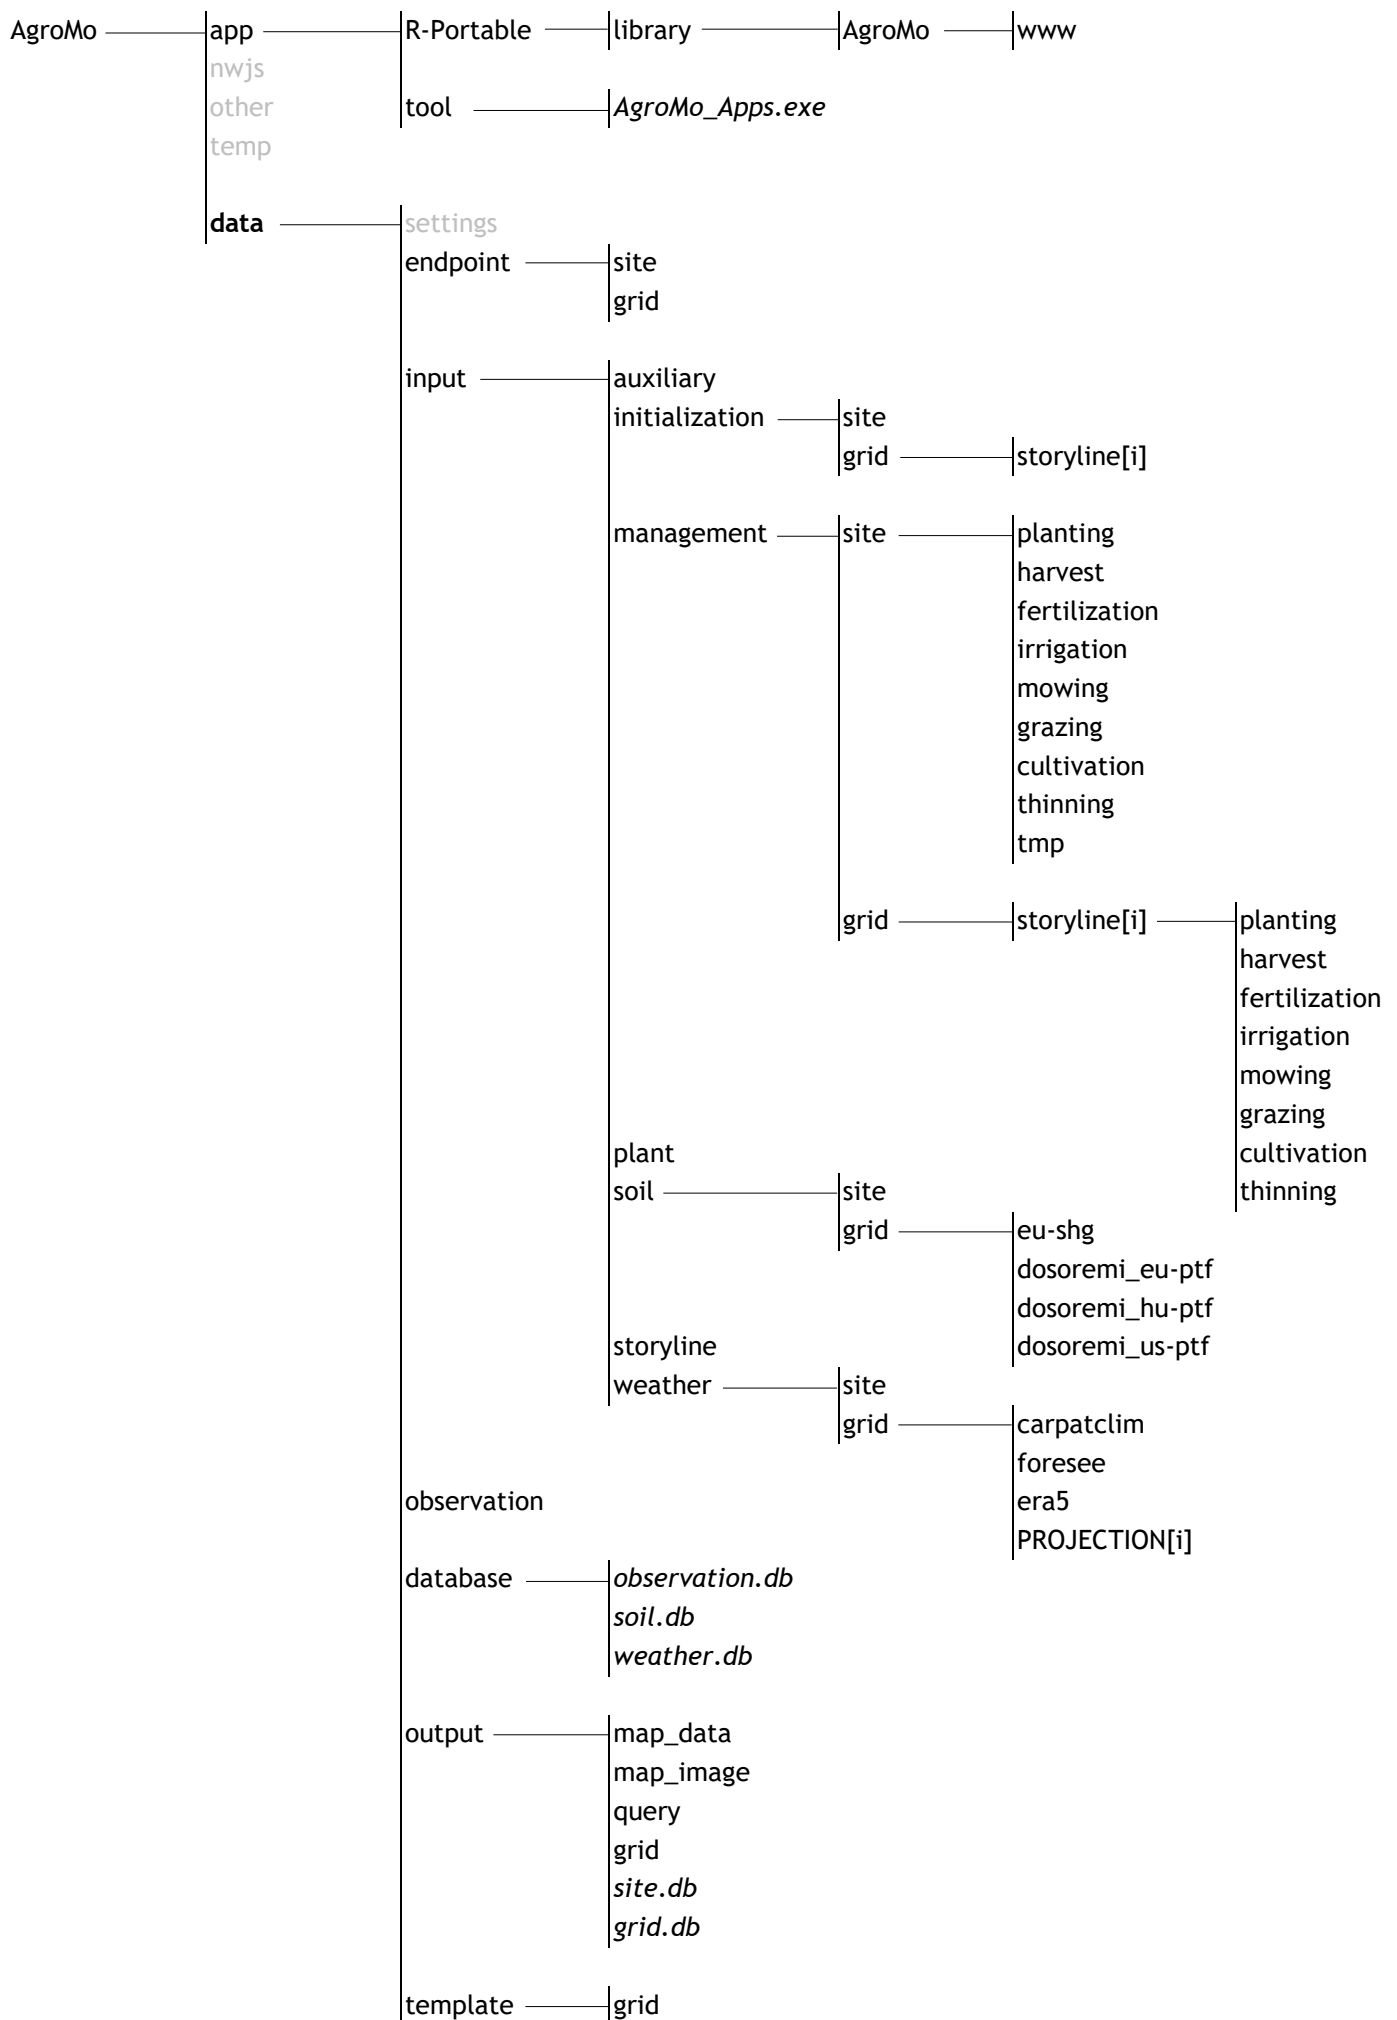 AgroMo app R-Portable library AgroMo www
nwjs
other tool AgroMo_Apps.exe
temp
data settings
endpoint site
grid
input auxiliary
initialization site
grid storyline[i]
management site planting
harvest
fertilization
irrigation
mowing
grazing
cultivation
thinning
tmp
grid storyline[i] planting
harvest
fertilization
irrigation
mowing
grazing
plant cultivation
soil site thinning
grid eu-shg
dosoremi_eu-ptf
dosoremi_hu-ptf
storyline dosoremi_us-ptf
weather site
grid carpatclim
foresee
observation era5
PROJECTION[i]
database observation.db
soil.db
weather.db
output map_data
map_image
query
grid
site.db
grid.db
template grid